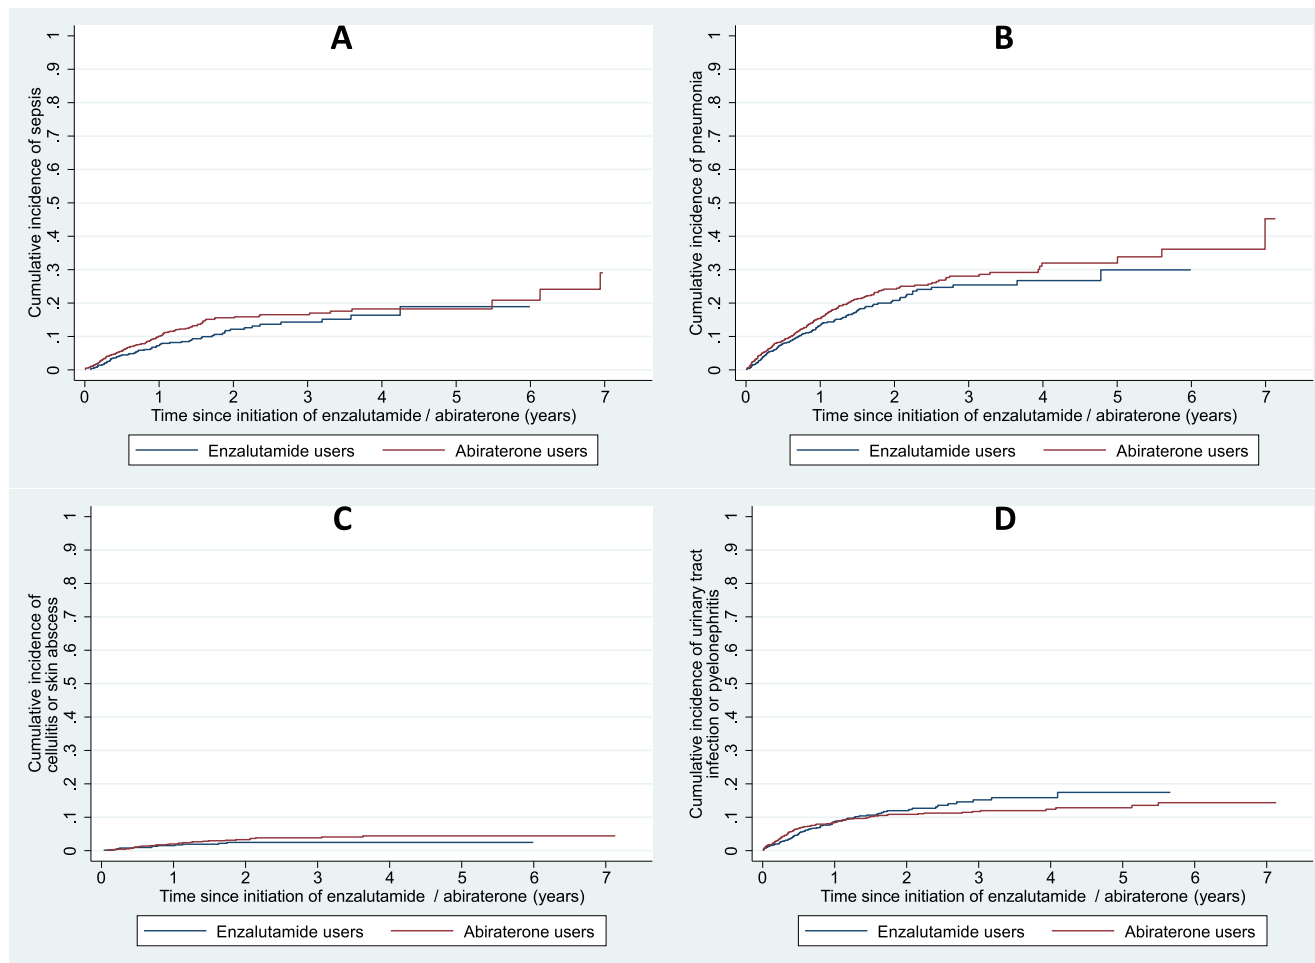 A
Cumulative incidence of sepsis
1
.9
.8
.7
.6
.5
.4
.3
.2
.1
0
0 1 2 3 4 5 6 7
Time since initiation of enzalutamide / abiraterone (years)
Enzalutamide users Abiraterone users
B
Cumulative incidence of pneumonia
1
.9
.8
.7
.6
.5
.4
.3
.2
.1
0
0 1 2 3 4 5 6 7
Time since initiation of enzalutamide / abiraterone (years)
Enzalutamide users Abiraterone users
C
Cumulative incidence of
cellulitis or skin abscess
1
.9
.8
.7
.6
.5
.4
.3
.2
.1
0
0 1 2 3 4 5 6 7
Time since initiation of enzalutamide / abiraterone (years)
Enzalutamide users Abiraterone users
D
Cumulative incidence of urinary tract
infection or pyelonephritis
1
.9
.8
.7
.6
.5
.4
.3
.2
.1
0
0 1 2 3 4 5 6 7
Time since initiation of enzalutamide / abiraterone (years)
Enzalutamide users Abiraterone users